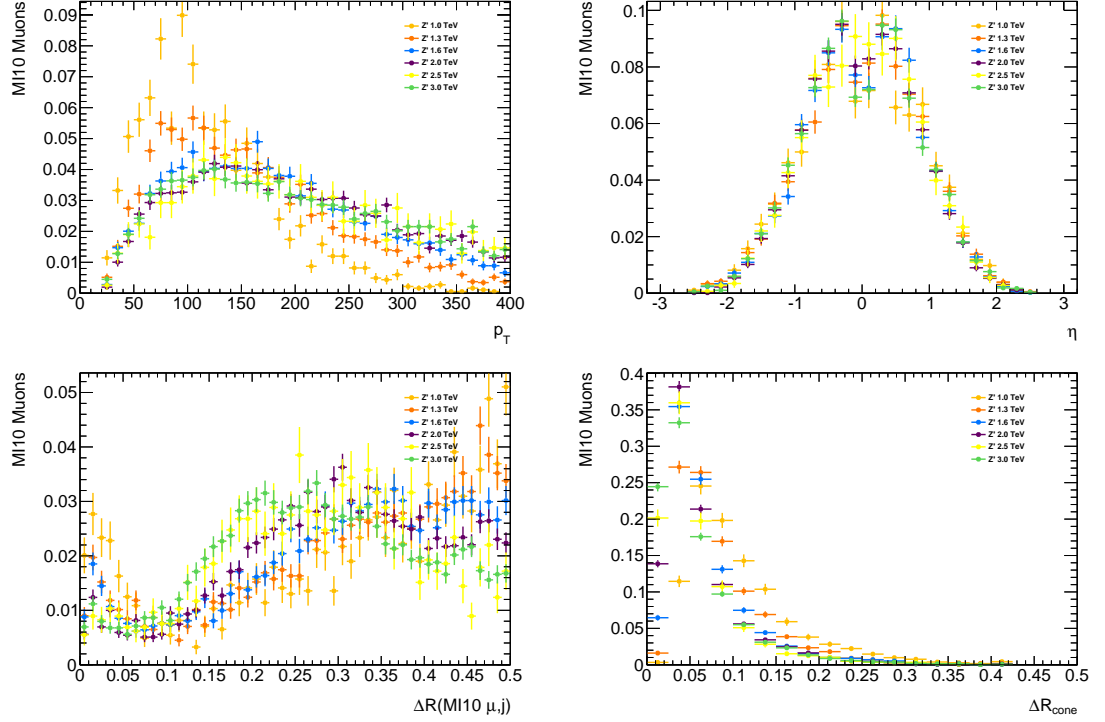 MI10 Muons
0.09
0.08
0.07
0.06
0.05
0.04
0.03
0.02
0.01
0
Z' 1.0 TeV
Z' 1.3 TeV
Z' 1.6 TeV
Z' 2.0 TeV
Z' 2.5 TeV
Z' 3.0 TeV
0 50 100 150 200 250 300 350 400
p_T
MI10 Muons
0.1
0.08
0.06
0.04
0.02
0
Z' 1.0 TeV
Z' 1.3 TeV
Z' 1.6 TeV
Z' 2.0 TeV
Z' 2.5 TeV
Z' 3.0 TeV
-3 -2 -1 0 1 2 3
η
MI10 Muons
0.05
0.04
0.03
0.02
0.01
0
Z' 1.0 TeV
Z' 1.3 TeV
Z' 1.6 TeV
Z' 2.0 TeV
Z' 2.5 TeV
Z' 3.0 TeV
0 0.05 0.1 0.15 0.2 0.25 0.3 0.35 0.4 0.45 0.5
ΔR(MI10 μ,j)
MI10 Muons
0.4
0.35
0.3
0.25
0.2
0.15
0.1
0.05
0
Z' 1.0 TeV
Z' 1.3 TeV
Z' 1.6 TeV
Z' 2.0 TeV
Z' 2.5 TeV
Z' 3.0 TeV
0 0.05 0.1 0.15 0.2 0.25 0.3 0.35 0.4 0.45 0.5
ΔR_cone